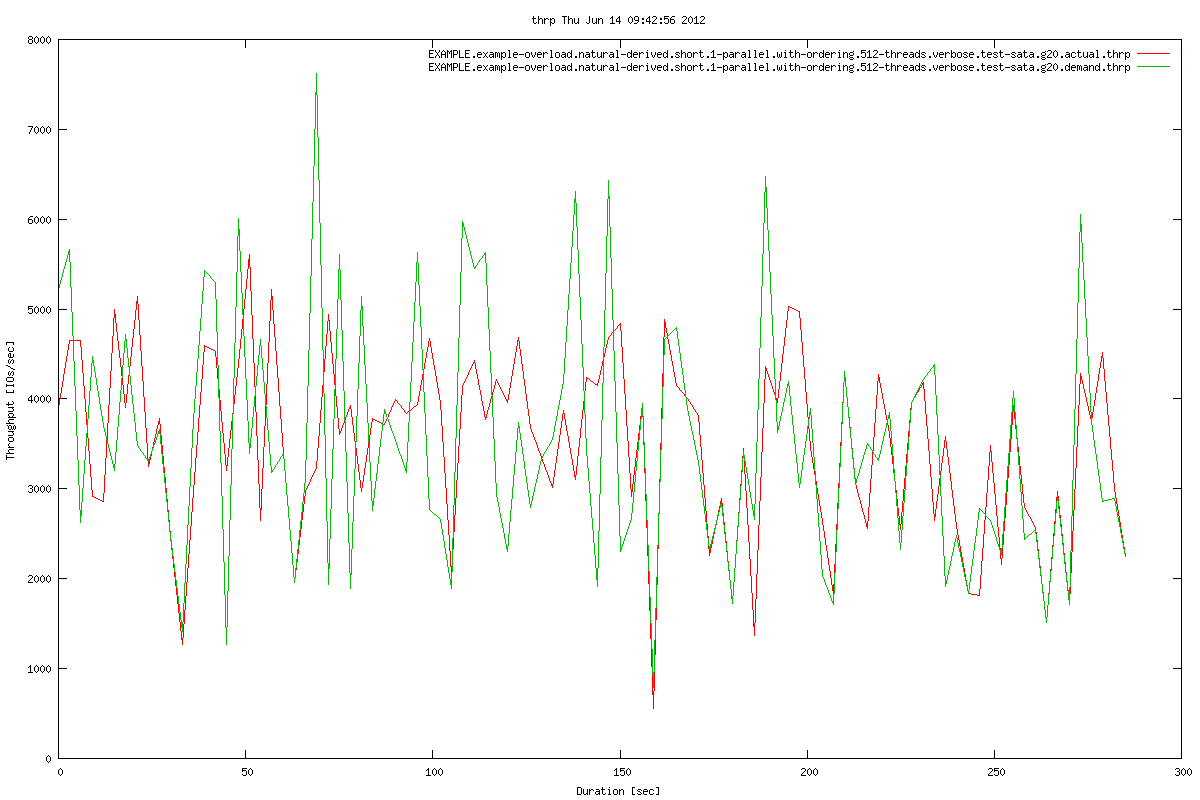 thrp Thu Jun 14 09:42:56 2012
EXAMPLE.example-overload.natural-derived.short.1-parallel.with-ordering.512-threads.verbose.test-sata.g20.actual.thrp
EXAMPLE.example-overload.natural-derived.short.1-parallel.with-ordering.512-threads.verbose.test-sata.g20.demand.thrp
8000
7000
6000
5000
4000
3000
2000
1000
0
Throughput [IOs/sec]
0 50 100 150 200 250 300
Duration [sec]